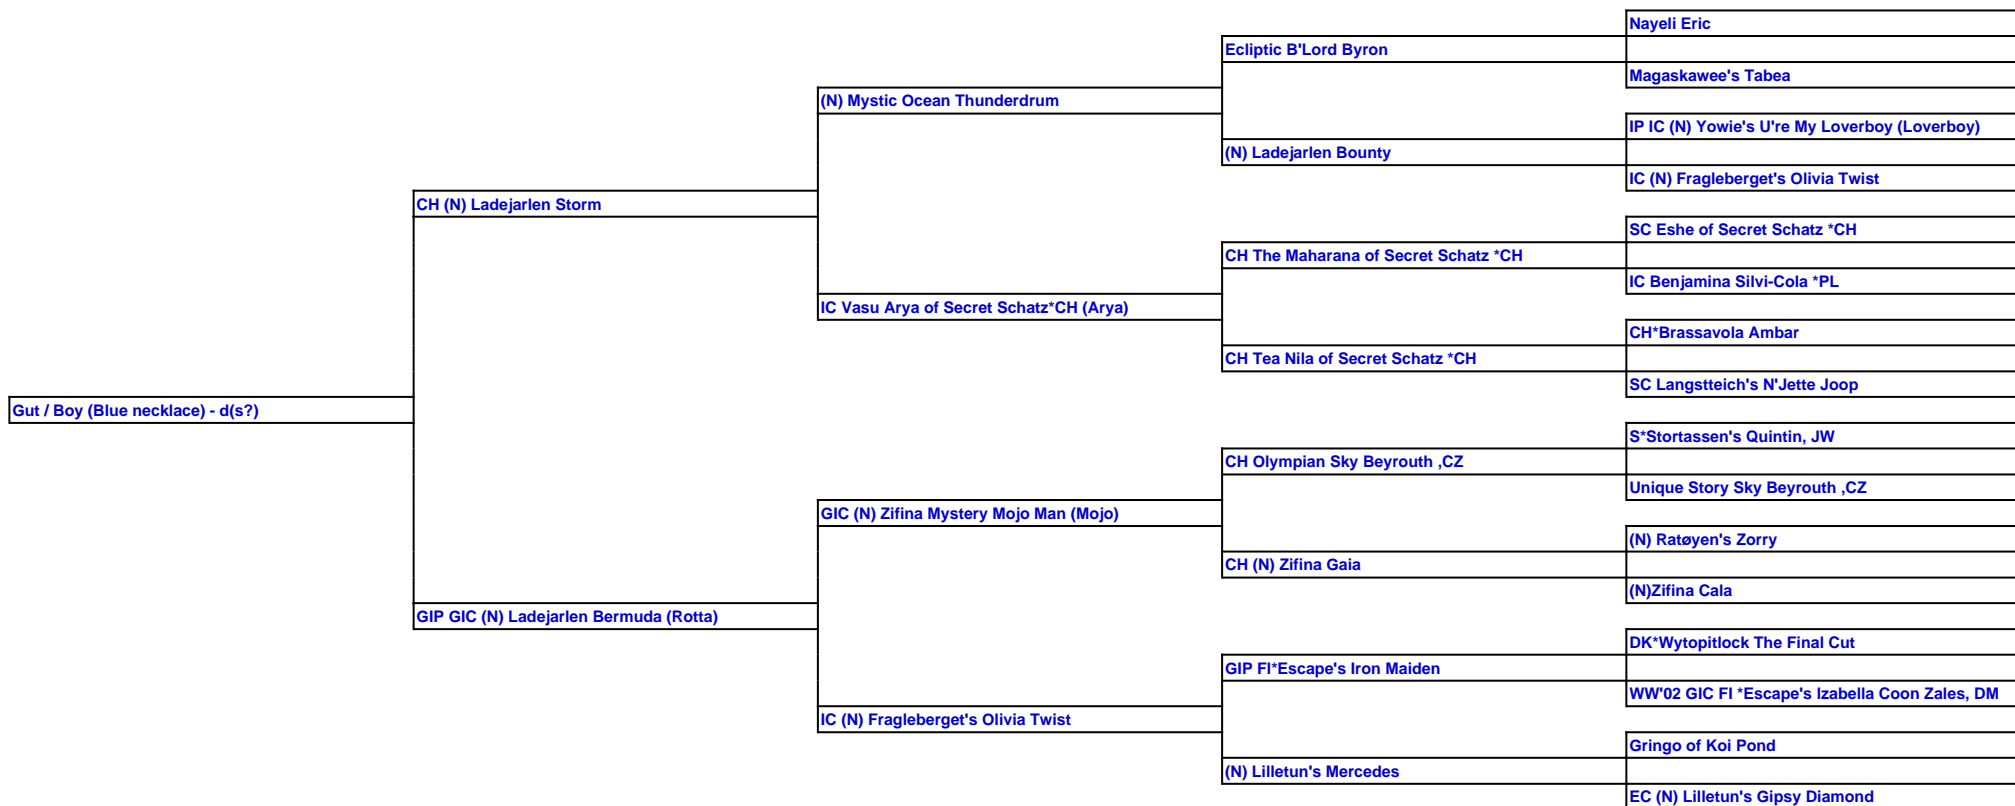 Nayeli Eric
Ecliptic B'Lord Byron
Magaskawee's Tabea
(N) Mystic Ocean Thunderdrum
IP IC (N) Yowie's U're My Loverboy (Loverboy)
(N) Ladejarlen Bounty
IC (N) Fragleberget's Olivia Twist
CH (N) Ladejarlen Storm
SC Eshe of Secret Schatz *CH
CH The Maharana of Secret Schatz *CH
IC Benjamina Silvi-Cola *PL
IC Vasu Arya of Secret Schatz*CH (Arya)
CH*Brassavola Ambar
CH Tea Nila of Secret Schatz *CH
SC Langstteich's N'Jette Joop
Gut / Boy (Blue necklace) - d(s?)
S*Stortassen's Quintin, JW
CH Olympian Sky Beyrouth ,CZ
Unique Story Sky Beyrouth ,CZ
GIC (N) Zifina Mystery Mojo Man (Mojo)
(N) Ratøyen's Zorry
CH (N) Zifina Gaia
(N)Zifina Cala
GIP GIC (N) Ladejarlen Bermuda (Rotta)
DK*Wytopitlock The Final Cut
GIP FI*Escape's Iron Maiden
WW'02 GIC FI *Escape's Izabella Coon Zales, DM
IC (N) Fragleberget's Olivia Twist
Gringo of Koi Pond
(N) Lilletun's Mercedes
EC (N) Lilletun's Gipsy Diamond